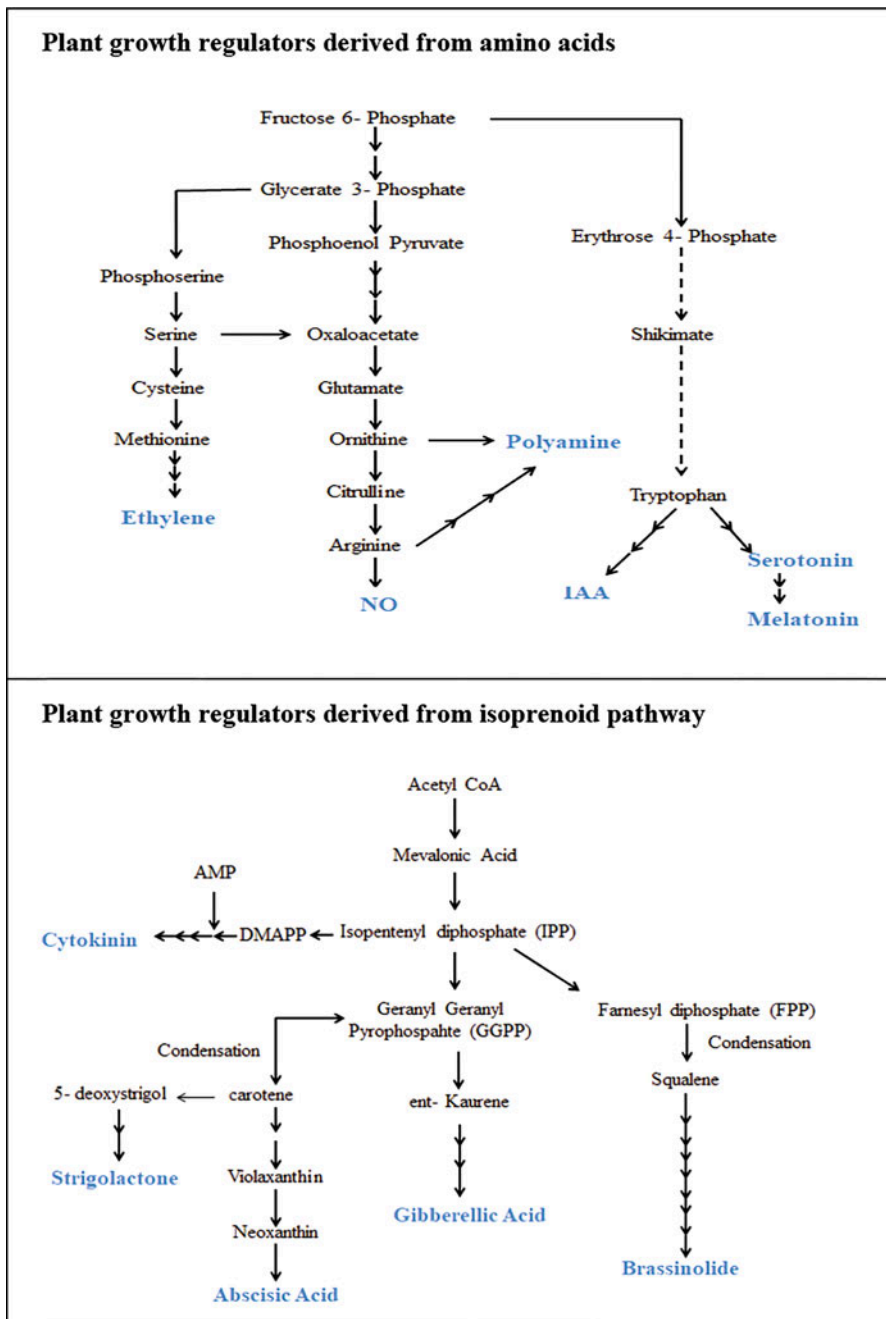 Plant growth regulators derived from amino acids
Fructose 6- Phosphate
Glycerate 3- Phosphate
Phosphoenol Pyruvate
Erythrose 4- Phosphate
Phosphoserine
Serine
Oxaloacetate
Shikimate
Cysteine
Glutamate
Methionine
Ornithine
Polyamine
Citrulline
Tryptophan
Ethylene
Arginine
Serotonin
NO
IAA
Melatonin
Plant growth regulators derived from isoprenoid pathway
Acetyl CoA
Mevalonic Acid
AMP
Cytokinin
DMAPP
Isopentenyl diphosphate (IPP)
Geranyl Geranyl
Pyrophospahte (GGPP)
Farnesyl diphosphate (FPP)
Condensation
Condensation
Squalene
5- deoxystrigol
carotene
ent- Kaurene
Strigolactone
Violaxanthin
Gibberellic Acid
Neoxanthin
Brassinolide
Abscisic Acid